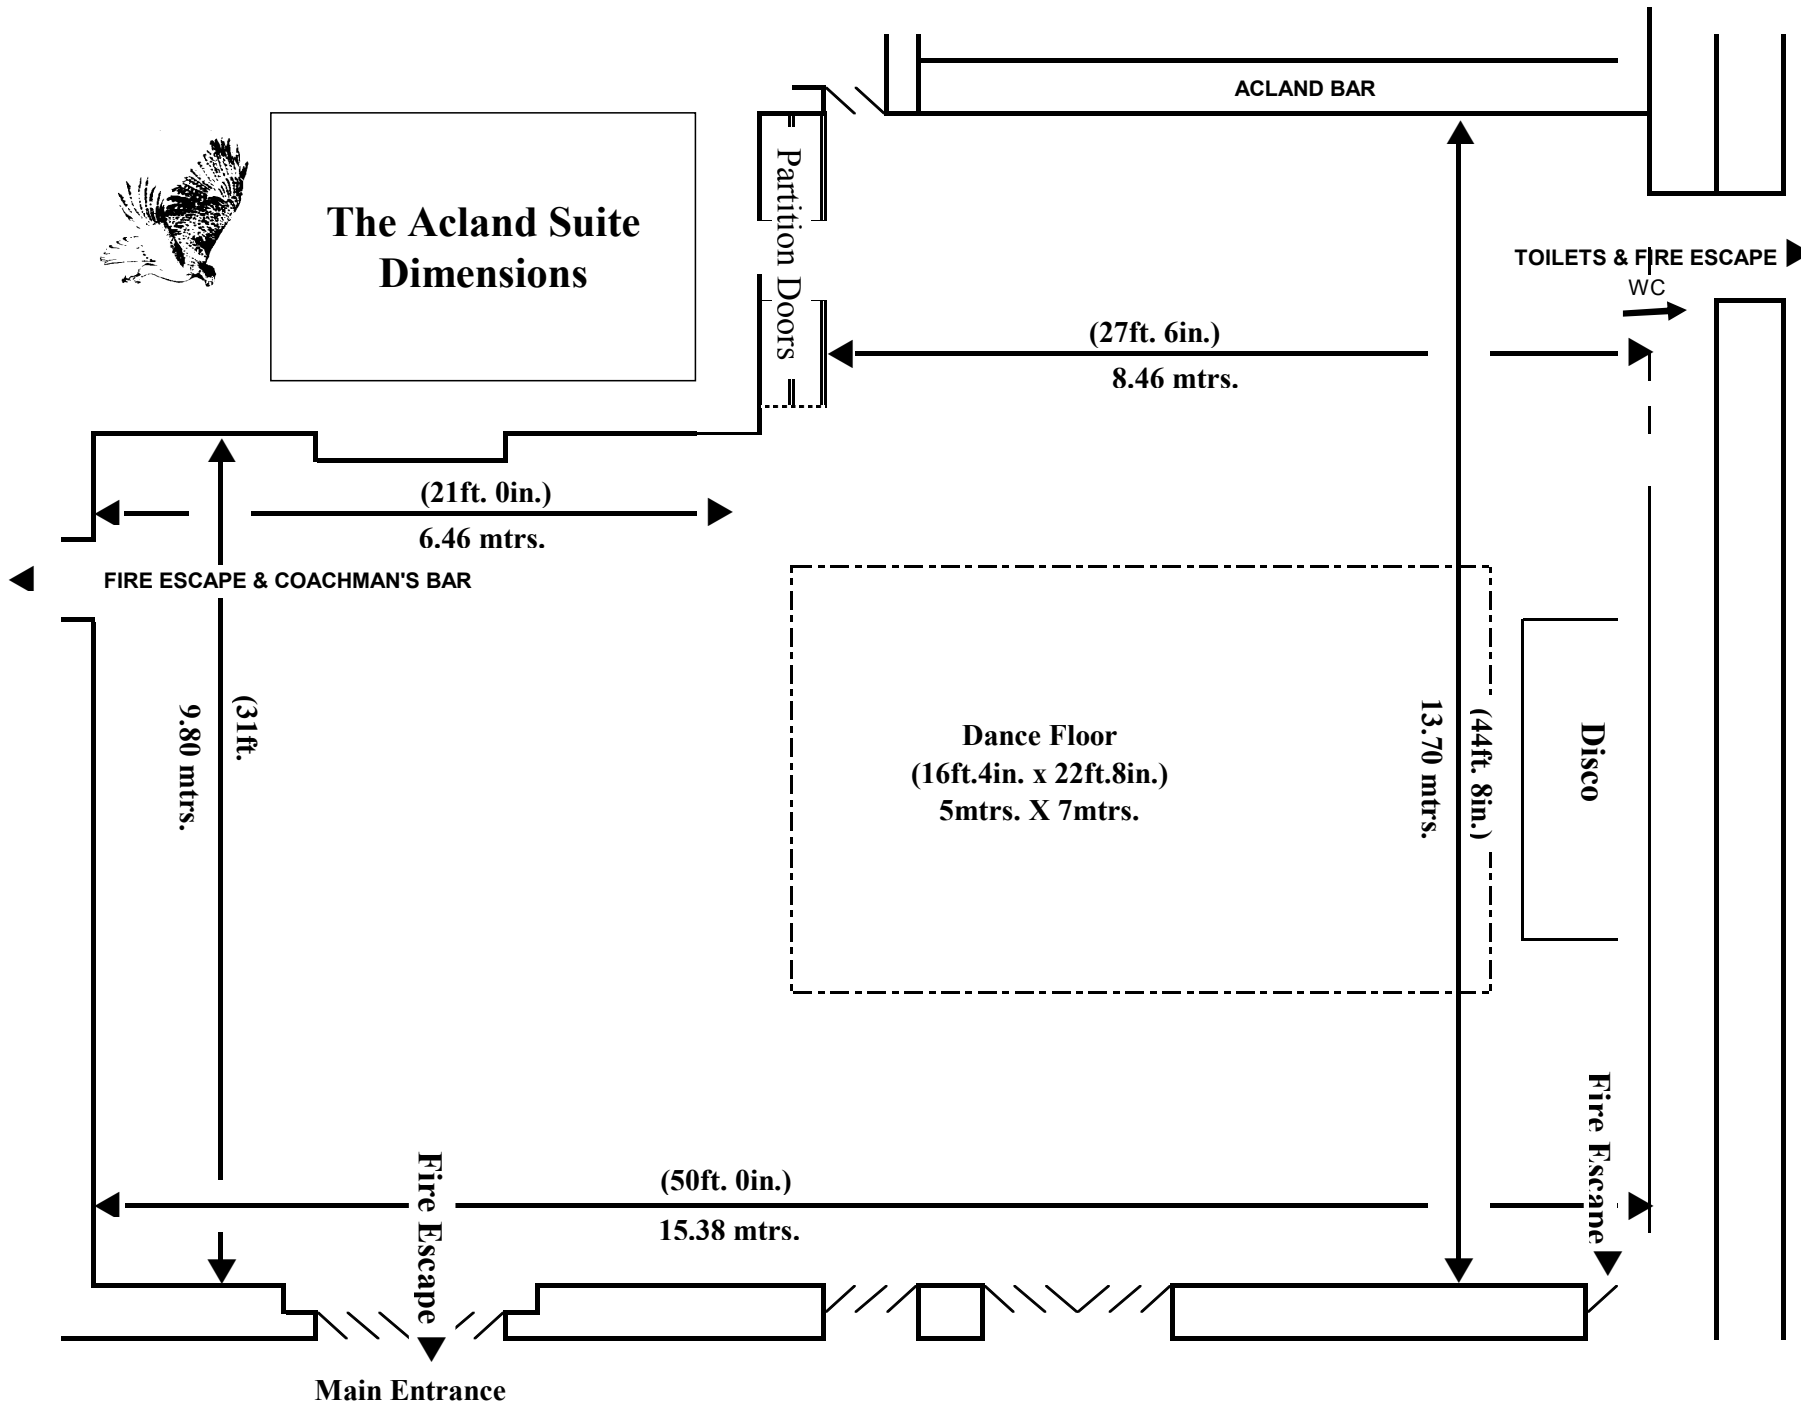 ACLAND BAR
The Acland Suite
Dimensions
Partition Doors
TOILETS & FIRE ESCAPE
WC
(27ft. 6in.)
8.46 mtrs.
(21ft. 0in.)
6.46 mtrs.
FIRE ESCAPE & COACHMAN'S BAR
(31ft.
9.80 mtrs.
Dance Floor
(16ft.4in. x 22ft.8in.)
5mtrs. X 7mtrs.
(44ft. 8in.)
13.70 mtrs.
Disco
Fire Escape
Fire Escape
(50ft. 0in.)
15.38 mtrs.
Main Entrance